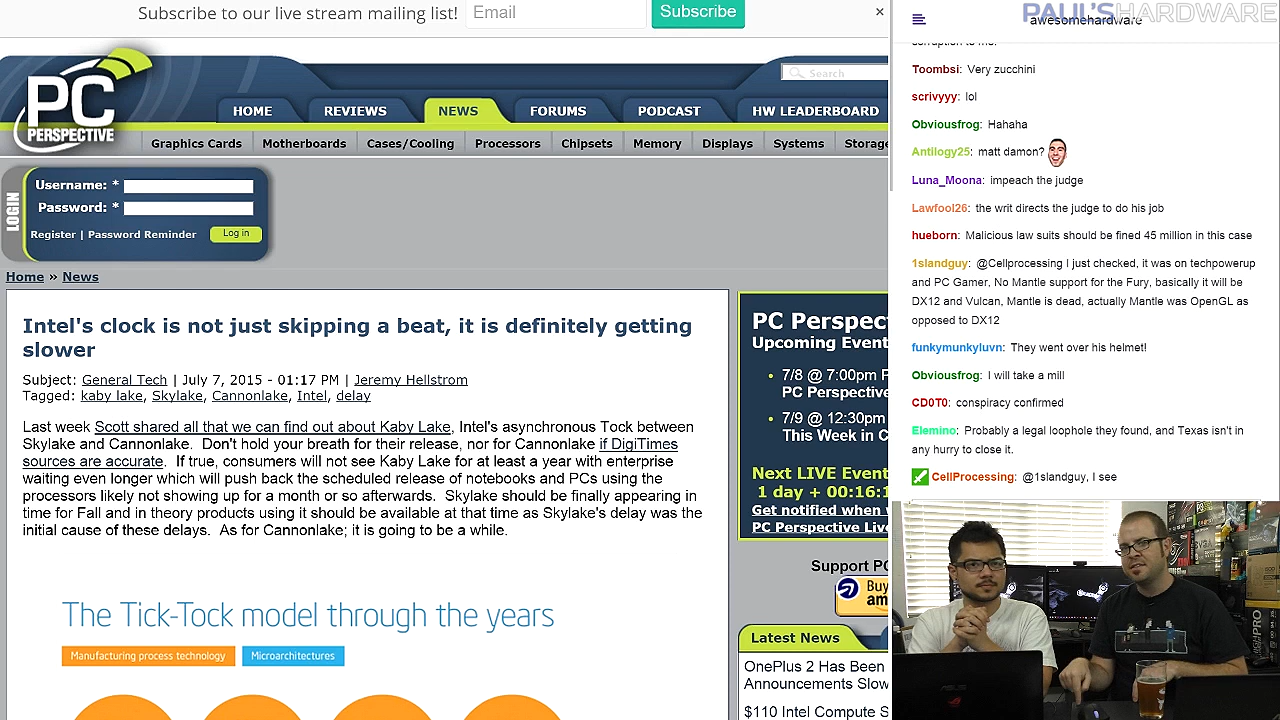 Subscribe to our live stream mailing list!
Email
Subscribe
×
PC
PERSPECTIVE
Search
HOME
REVIEWS
NEWS
FORUMS
PODCAST
HW LEADERBOARD
Graphics Cards
Motherboards
Cases/Cooling
Processors
Chipsets
Memory
Displays
Systems
Storage
LOGIN
Username: *
Password: *
Register | Password Reminder
Log in
Home » News
Intel's clock is not just skipping a beat, it is definitely getting
slower
Subject: General Tech | July 7, 2015 - 01:17 PM | Jeremy Hellstrom
Tagged: kaby lake, Skylake, Cannonlake, Intel, delay
Last week Scott shared all that we can find out about Kaby Lake, Intel's asynchronous Tock between
Skylake and Cannonlake. Don't hold your breath for their release, nor for Cannonlake if DigiTimes
sources are accurate. If true, consumers will not see Kaby Lake for at least a year with enterprise
waiting even longer which will push back the scheduled release of notebooks and PCs using the
processors likely not showing up for a month or so afterwards. Skylake should be finally appearing in
time for Fall and in theory products using it should be available at that time as Skylake's delay was the
initial cause of these delays. As for Cannonlake; it is going to be a while.
The Tick-Tock model through the years
Manufacturing process technology
Microarchitectures
PC Perspec
Upcoming Event
7/8 @ 7:00pm P
PC Perspective
7/9 @ 12:30pm
This Week in C
Next LIVE Event
1 day + 00:16:1
Get notified when
PC Perspective Live
Support PC
Buy
am
Latest News
OnePlus 2 Has Been
Announcements Slow
$110 Intel Compute S
PAUL'S HARDWARE
awesomehardware
corruption to me.
Toombsi: Very zucchini
scrivyyy: lol
Obviousfrog: Hahaha
Antilogy25: matt damon?
Luna_Moona: impeach the judge
Lawfool26: the writ directs the judge to do his job
hueborn: Malicious law suits should be fined 45 million in this case
1slandguy: @Cellprocessing I just checked, it was on techpowerup
and PC Gamer, No Mantle support for the Fury, basically it will be
DX12 and Vulcan, Mantle is dead, actually Mantle was OpenGL as
opposed to DX12
funkymunkyluvn: They went over his helmet!
Obviousfrog: I will take a mill
CD0T0: conspiracy confirmed
Elemino: Probably a legal loophole they found, and Texas isn't in
any hurry to close it.
CellProcessing: @1slandguy, I see